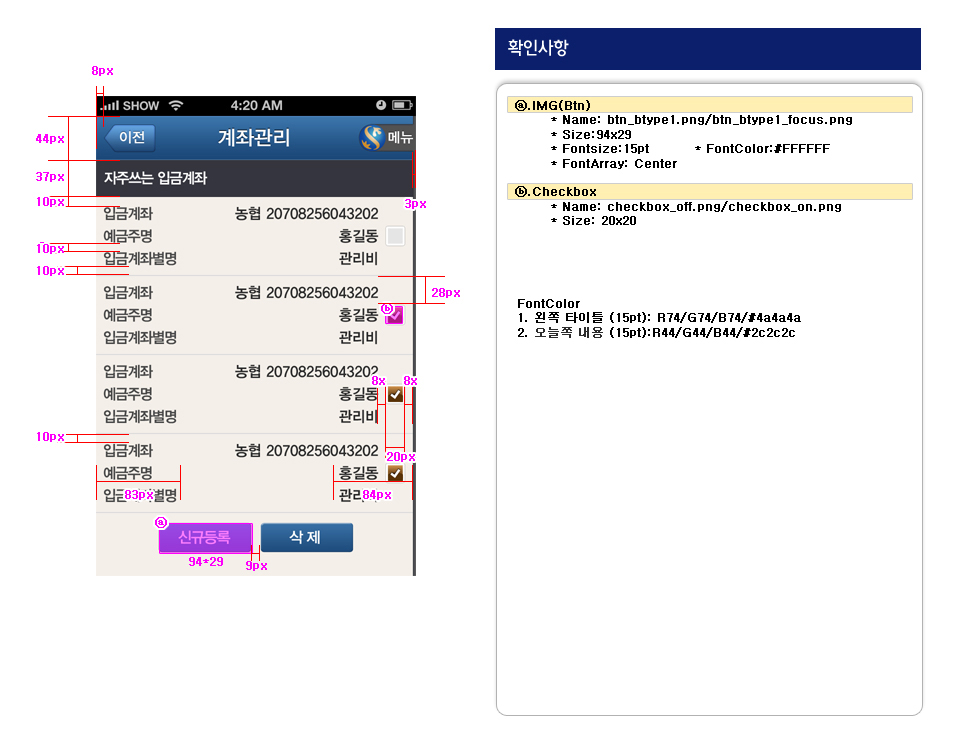 확인사항
8px
SHOW
4:20 AM
44px
이전
계좌관리
메뉴
37px
자주쓰는 입금계좌
10px
3px
입금계좌 농협 20708256043202
예금주명 홍길동
입금계좌별명 관리비
10px
10px
28px
입금계좌 농협 20708256043202
예금주명 홍길동
ⓑ
입금계좌별명 관리비
입금계좌 농협 20708256043202
8x 8x
예금주명 홍길동
입금계좌별명 관리비
10px
20px
입금계좌 농협 20708256043202
예금주명 홍길동
83px
84px
ⓐ
신규등록 삭 제
94*29
9px
ⓐ.IMG(Btn)
* Name: btn_btype1.png/btn_btype1_focus.png
* Size:94x29
* Fontsize:15pt * FontColor:#FFFFFF
* FontArray: Center
ⓑ.Checkbox
* Name: checkbox_off.png/checkbox_on.png
* Size: 20x20
FontColor
1. 왼쪽 타이틀 (15pt): R74/G74/B74/#4a4a4a
2. 오늘쪽 내용 (15pt):R44/G44/B44/#2c2c2c